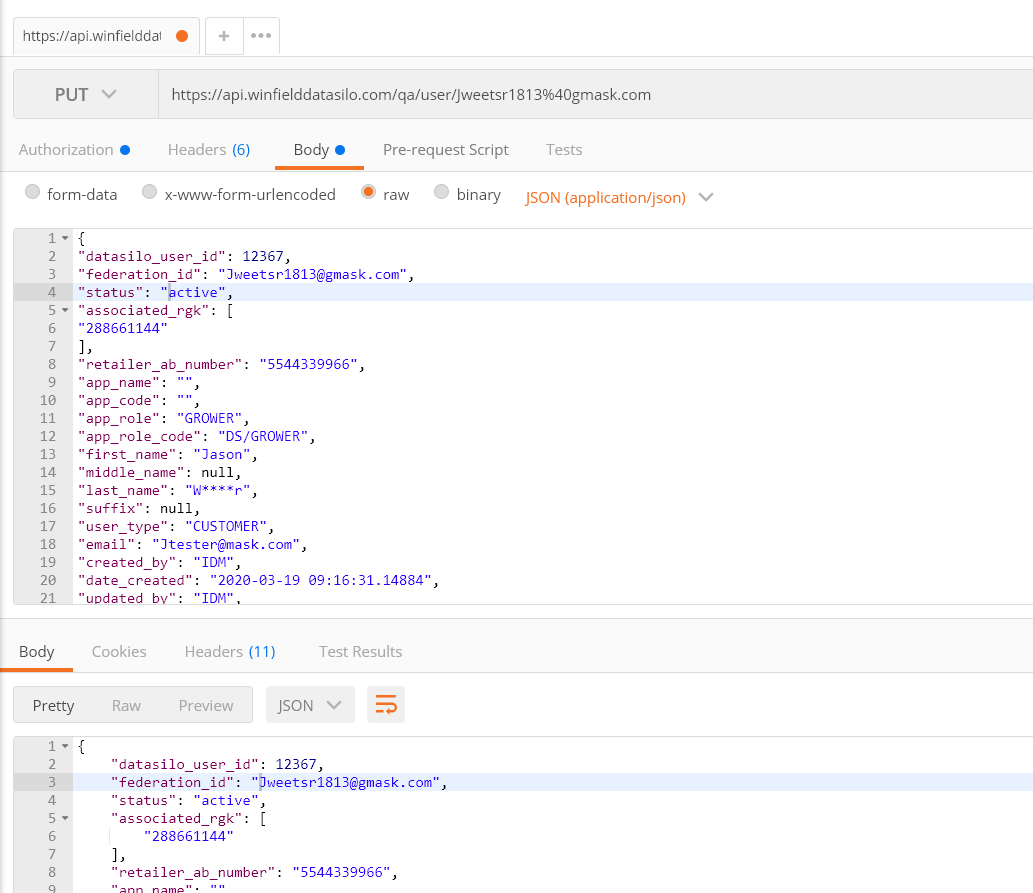 https://api.winfielddat
+ •••
PUT https://api.winfielddatasilo.com/qa/user/Jweetsr1813%40gmask.com
Authorization Headers (6) Body Pre-request Script Tests
form-data x-www-form-urlencoded raw binary JSON (application/json)
1 {
2 "datasilo_user_id": 12367,
3 "federation_id": "Jweetsr1813@gmask.com",
4 "status": "active",
5 "associated_rgk": [
6 "288661144"
7 ],
8 "retailer_ab_number": "5544339966",
9 "app_name": "",
10 "app_code": "",
11 "app_role": "GROWER",
12 "app_role_code": "DS/GROWER",
13 "first_name": "Jason",
14 "middle_name": null,
15 "last_name": "W****r",
16 "suffix": null,
17 "user_type": "CUSTOMER",
18 "email": "Jtester@mask.com",
19 "created_by": "IDM",
20 "date_created": "2020-03-19 09:16:31.14884",
21 "updated_by": "IDM",
Body Cookies Headers (11) Test Results
Pretty Raw Preview JSON
1 {
2 "datasilo_user_id": 12367,
3 "federation_id": "Jweetsr1813@gmask.com",
4 "status": "active",
5 "associated_rgk": [
6 "288661144"
7 ],
8 "retailer_ab_number": "5544339966",
9 "app_name": ""